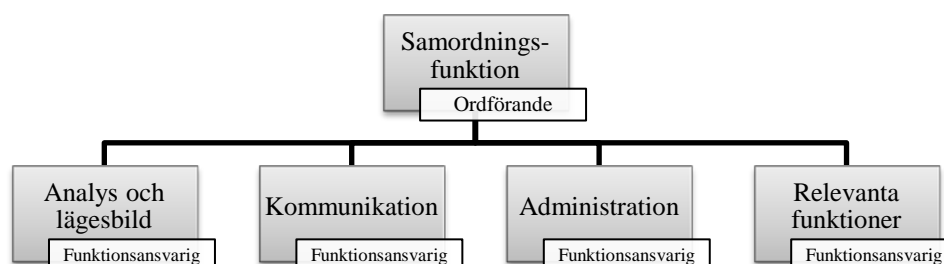 Samordnings-
funktion
Ordförande
Analys och
lägesbild
Funktionsansvarig
Kommunikation
Funktionsansvarig
Administration
Funktionsansvarig
Relevanta
funktioner
Funktionsansvarig